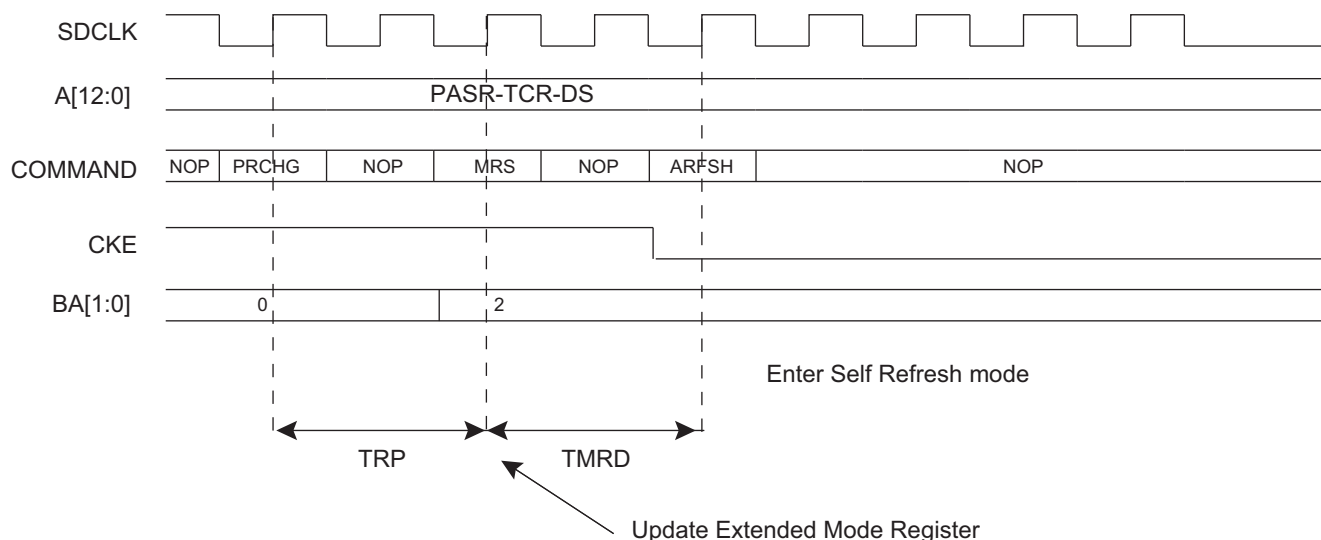 SDCLK
A[12:0] PASR-TCR-DS
COMMAND NOP PRCHG NOP MRS NOP ARFSH NOP
CKE
BA[1:0] 0 2
Enter Self Refresh mode
TRP TMRD
Update Extended Mode Register